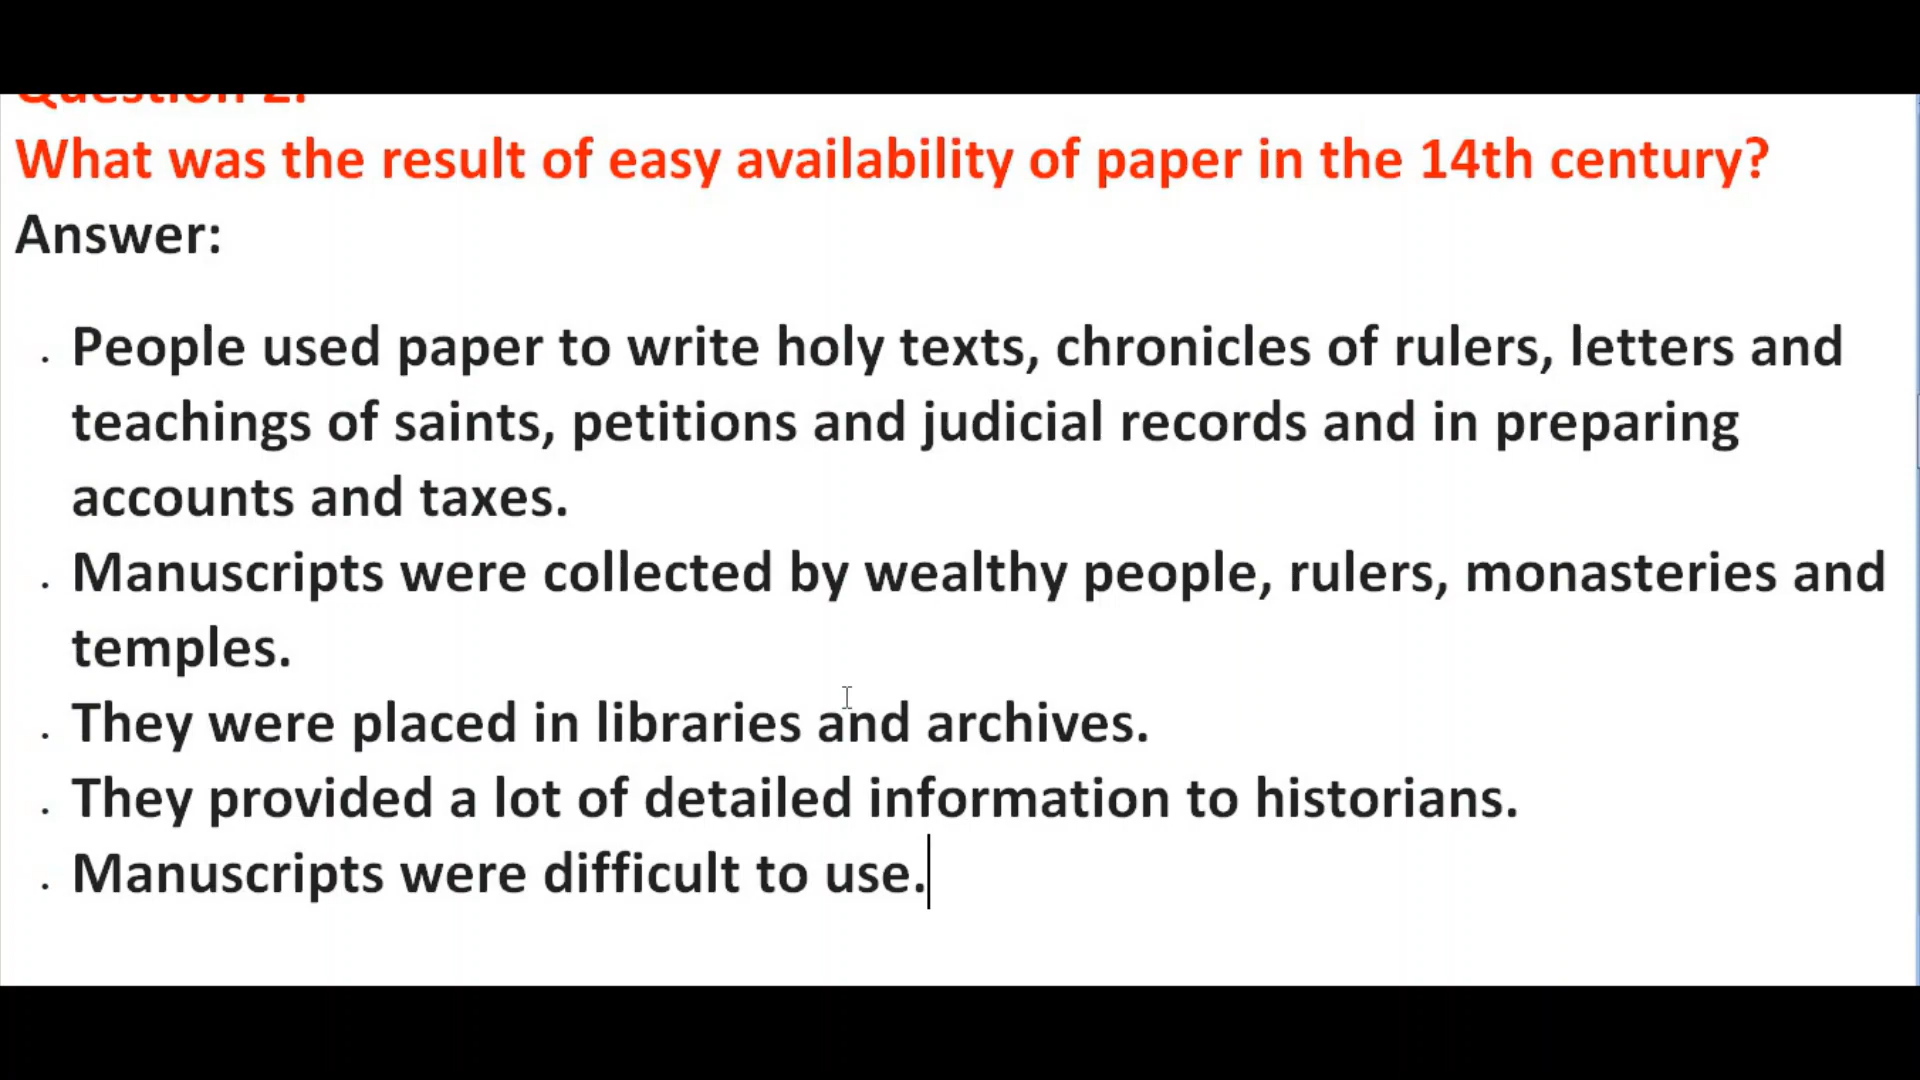 Question 2:
What was the result of easy availability of paper in the 14th century?
Answer:
. People used paper to write holy texts, chronicles of rulers, letters and
teachings of saints, petitions and judicial records and in preparing
accounts and taxes.
. Manuscripts were collected by wealthy people, rulers, monasteries and
temples.
. They were placed in libraries and archives.
. They provided a lot of detailed information to historians.
. Manuscripts were difficult to use.